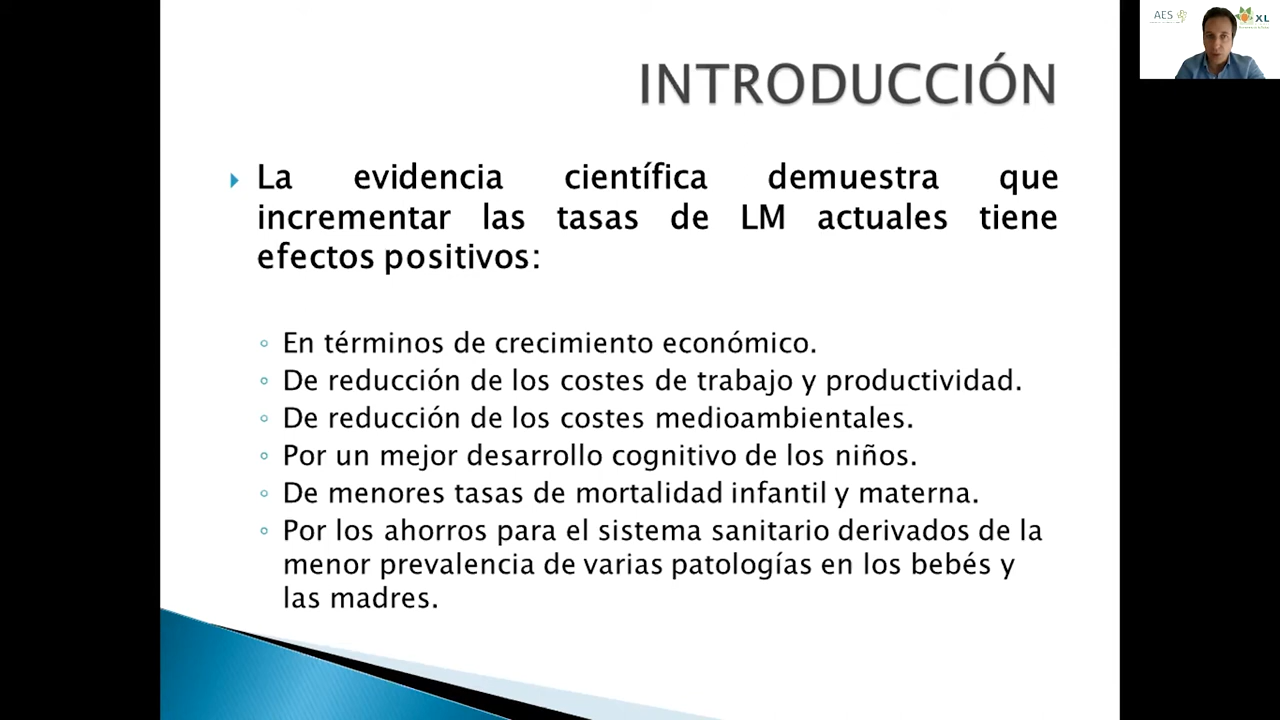 AES
XL
INTRODUCCIÓN
La evidencia científica demuestra que
incrementar las tasas de LM actuales tiene
efectos positivos:
En términos de crecimiento económico.
De reducción de los costes de trabajo y productividad.
De reducción de los costes medioambientales.
Por un mejor desarrollo cognitivo de los niños.
De menores tasas de mortalidad infantil y materna.
Por los ahorros para el sistema sanitario derivados de la
menor prevalencia de varias patologías en los bebés y
las madres.